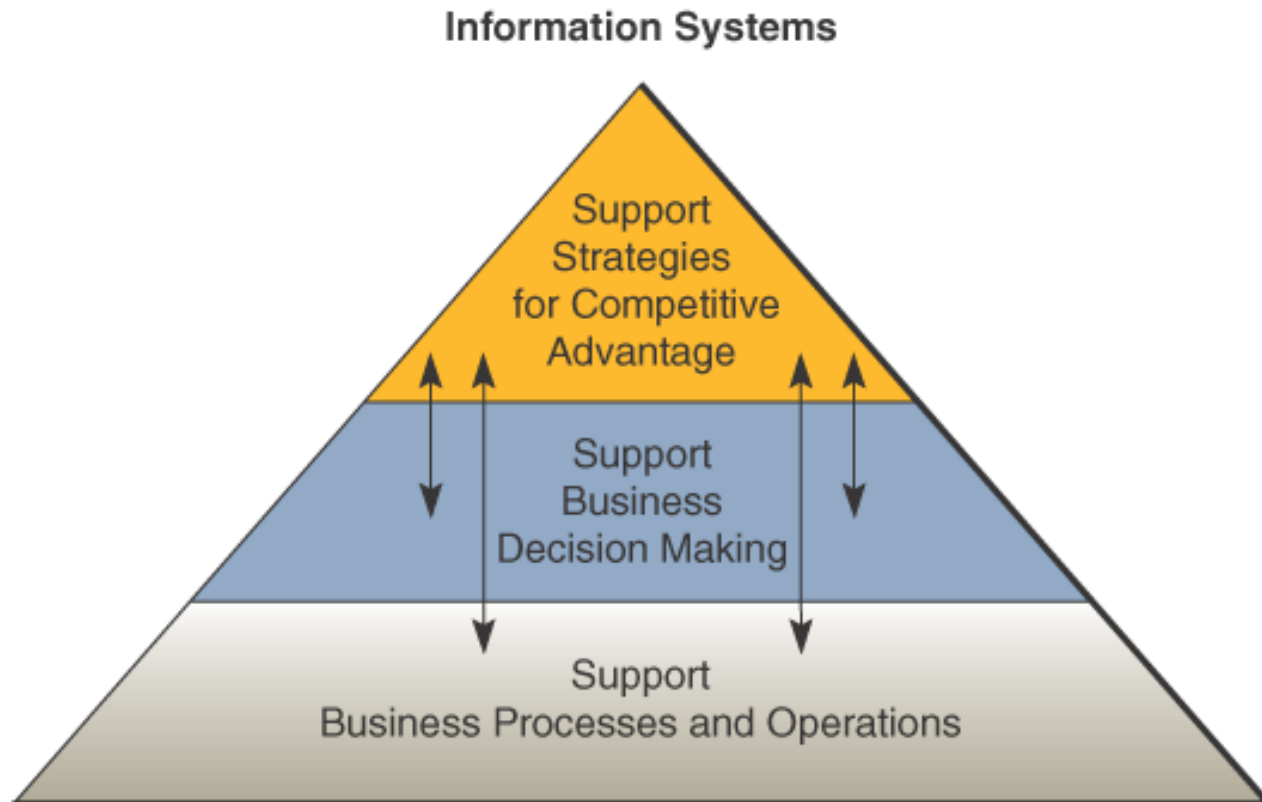 Information Systems
Support
Strategies
for Competitive
Advantage
Support
Business
Decision Making
Support
Business Processes and Operations